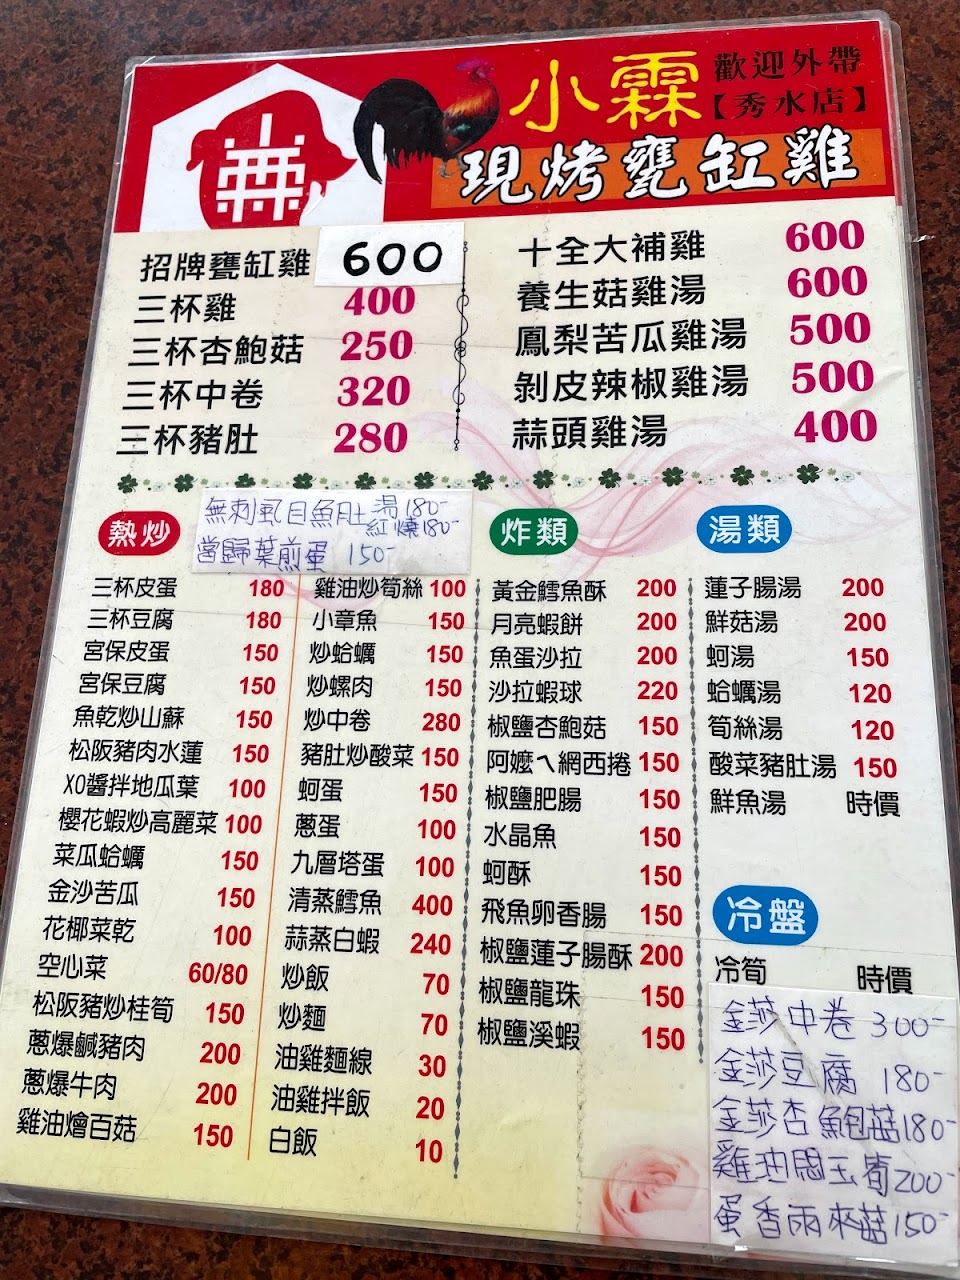 小霖
歡迎外帶
【秀水店】
現烤甕缸雞
招牌甕缸雞 600
三杯雞 400
三杯杏鮑菇 250
三杯中卷 320
三杯豬肚 280
十全大補雞 600
養生菇雞湯 600
鳳梨苦瓜雞湯 500
剝皮辣椒雞湯 500
蒜頭雞湯 400
熱炒
無刺虱目魚肚 湯180-
紅燒180-
當歸葉煎蛋 150-
三杯皮蛋 180
三杯豆腐 180
宮保皮蛋 150
宮保豆腐 150
魚乾炒山蘇 150
松阪豬肉水蓮 150
XO醬拌地瓜葉 100
櫻花蝦炒高麗菜 100
菜瓜蛤蠣 150
金沙苦瓜 150
花椰菜乾 100
空心菜 60/80
松阪豬炒桂筍 150
蔥爆鹹豬肉 200
蔥爆牛肉 200
雞油燴百菇 150
雞油炒筍絲 100
小章魚 150
炒蛤蠣 150
炒螺肉 150
炒中卷 280
豬肚炒酸菜 150
蚵蛋 150
蔥蛋 100
九層塔蛋 100
清蒸鱈魚 400
蒜蒸白蝦 240
炒飯 70
炒麵 70
油雞麵線 30
油雞拌飯 20
白飯 10
炸類
黃金鱈魚酥 200
月亮蝦餅 200
魚蛋沙拉 200
沙拉蝦球 220
椒鹽杏鮑菇 150
阿嬤ㄟ網西捲 150
椒鹽肥腸 150
水晶魚 150
蚵酥 150
飛魚卵香腸 150
椒鹽蓮子腸酥 200
椒鹽龍珠 150
椒鹽溪蝦 150
湯類
蓮子腸湯 200
鮮菇湯 200
蚵湯 150
蛤蠣湯 120
筍絲湯 120
酸菜豬肚湯 150
鮮魚湯 時價
冷盤
冷筍 時價
金莎中卷 300-
金莎豆腐 180-
金莎杏鮑菇180-
雞油悶玉筍200-
蛋香雨來菇150-